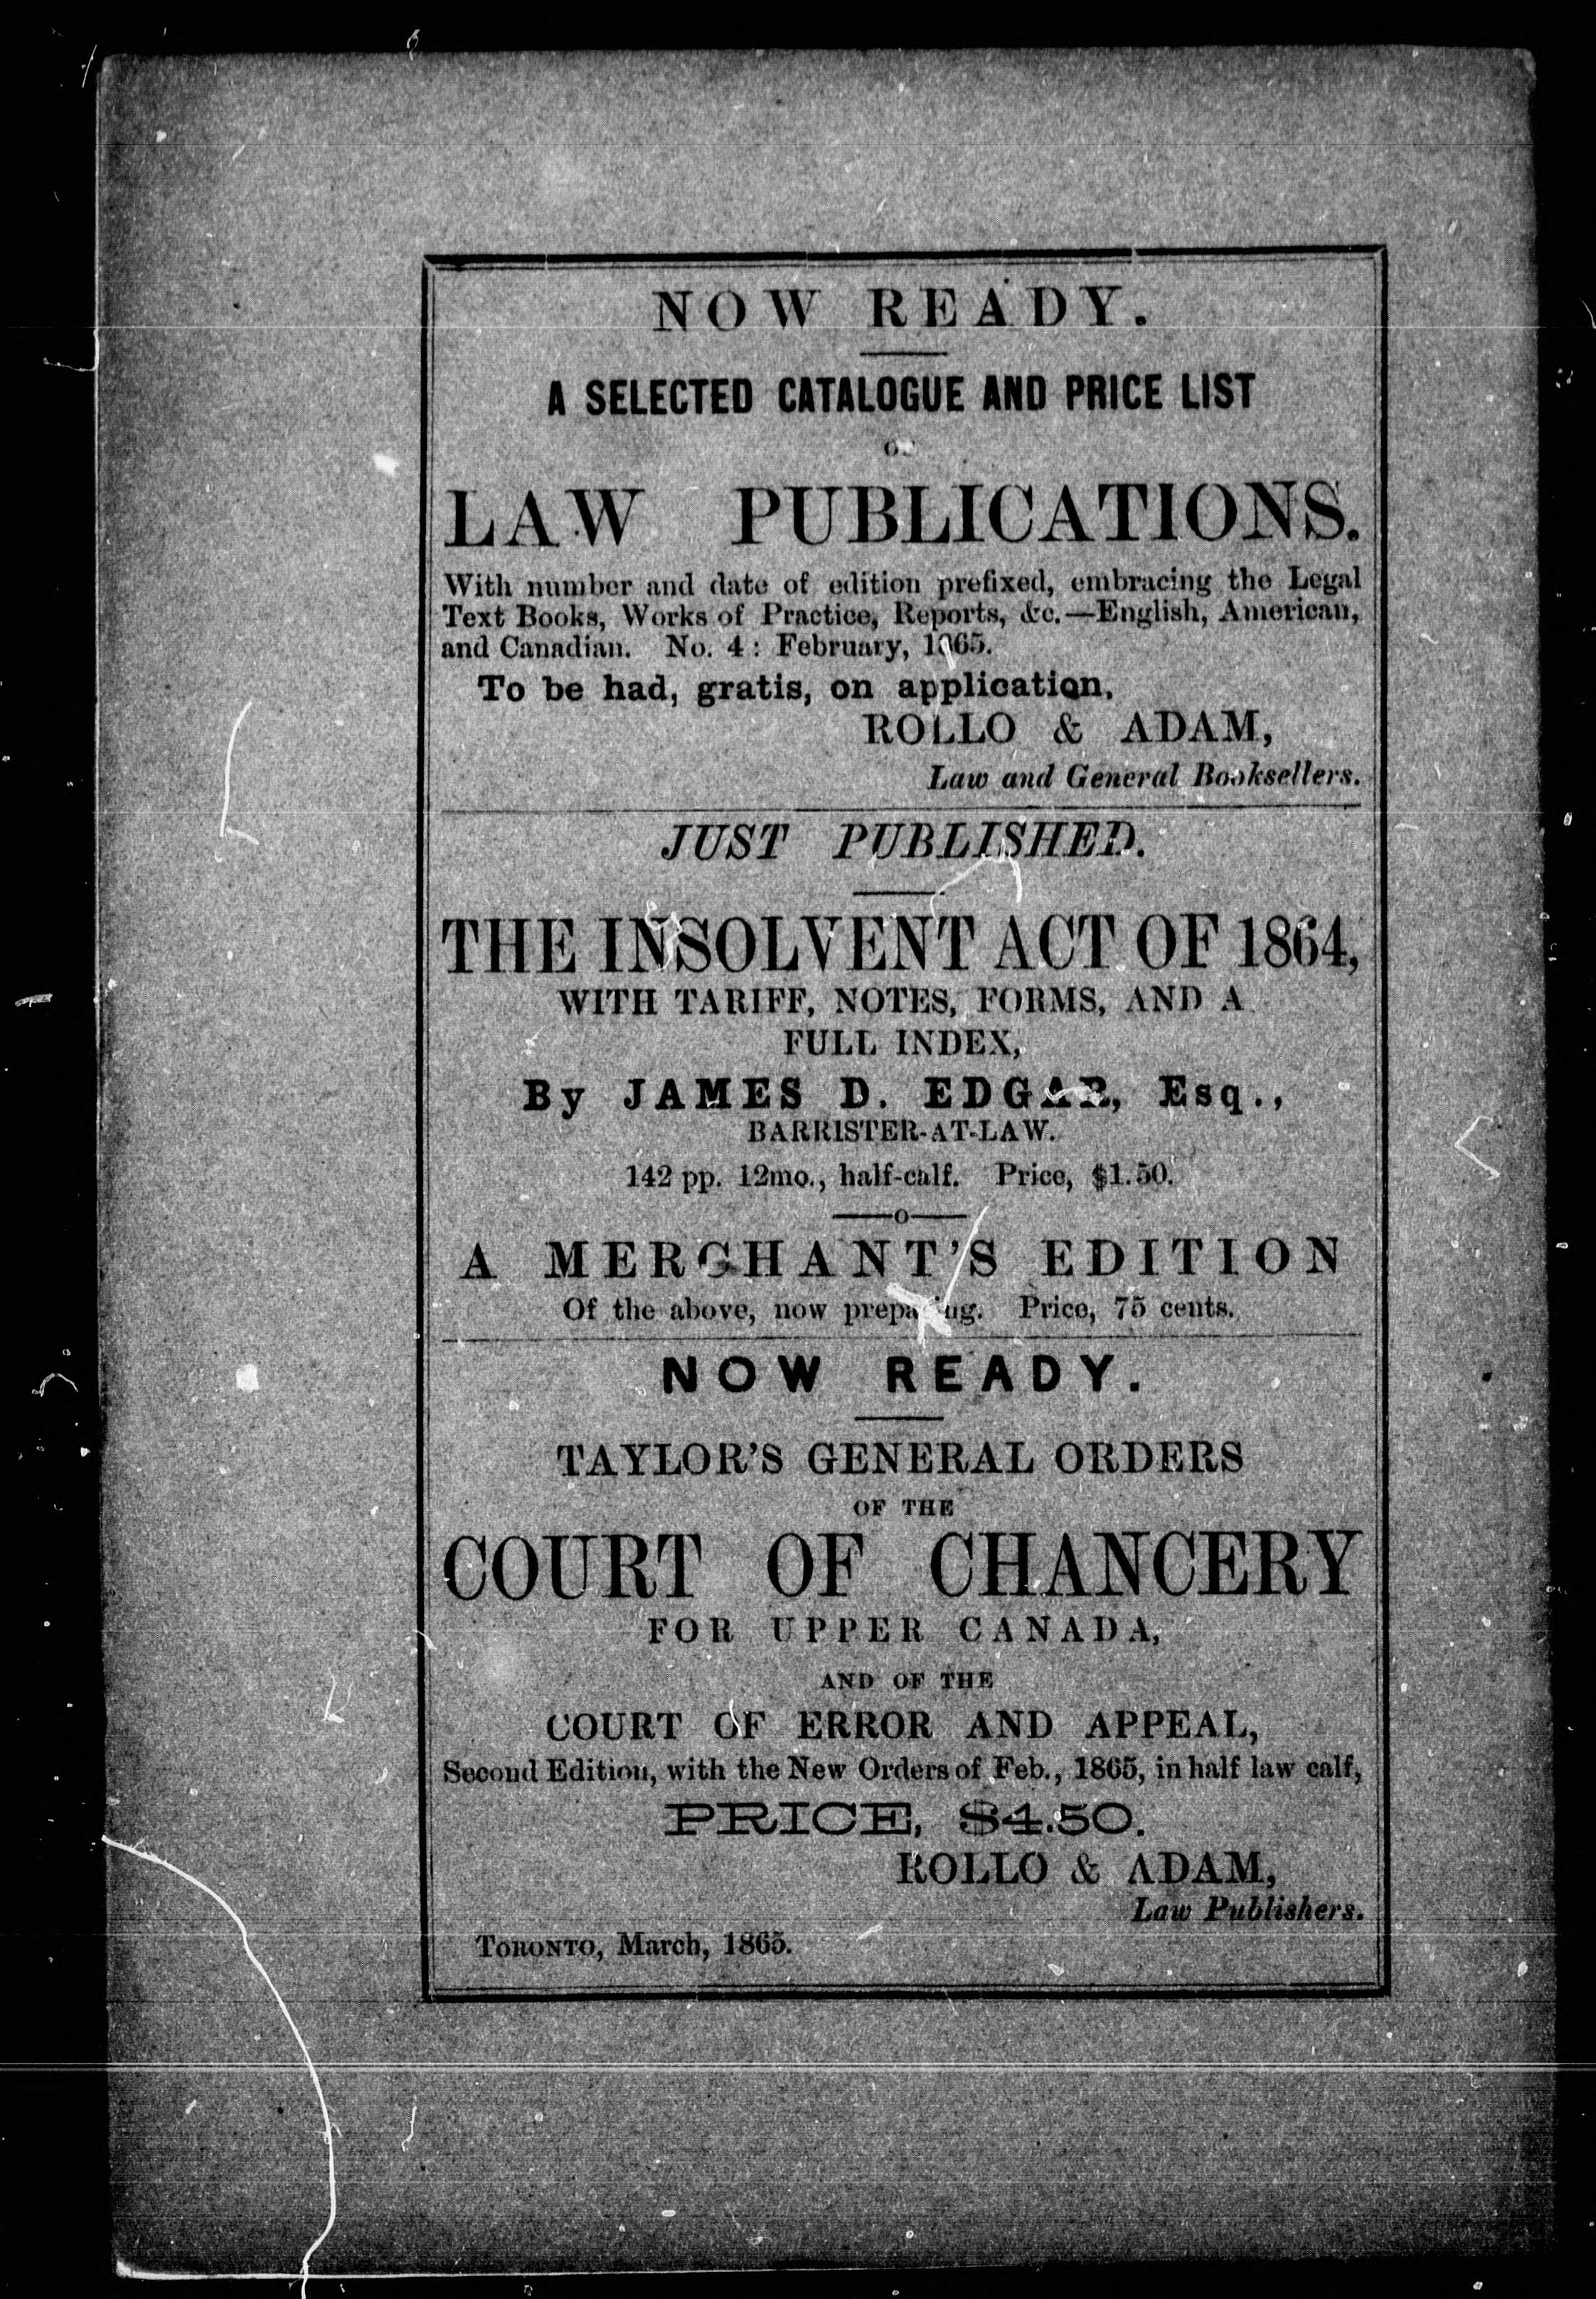 NOW READY.
A SELECTED CATALOGUE AND PRICE LIST
LAW PUBLICATIONS.
With number and date of edition prefixed, embracing the Legal
Text Books, Works of Practice, Reports, &c.—English, American,
and Canadian. No. 4: February, 1865.
To be had, gratis, on application,
ROLLO & ADAM,
Law and General Booksellers.
JUST PUBLISHED.
THE INSOLVENT ACT OF 1864,
WITH TARIFF, NOTES, FORMS, AND A
FULL INDEX,
By JAMES D. EDGAR, Esq.,
BARRISTER-AT-LAW.
142 pp. 12mo., half-calf. Price, $1.50.
—o—
A MERCHANT'S EDITION
Of the above, now preparing. Price, 75 cents.
NOW READY.
TAYLOR'S GENERAL ORDERS
OF THE
COURT OF CHANCERY
FOR UPPER CANADA,
AND OF THE
COURT OF ERROR AND APPEAL,
Second Edition, with the New Orders of Feb., 1865, in half law calf,
PRICE, $4.50.
ROLLO & ADAM,
Law Publishers.
TORONTO, March, 1865.